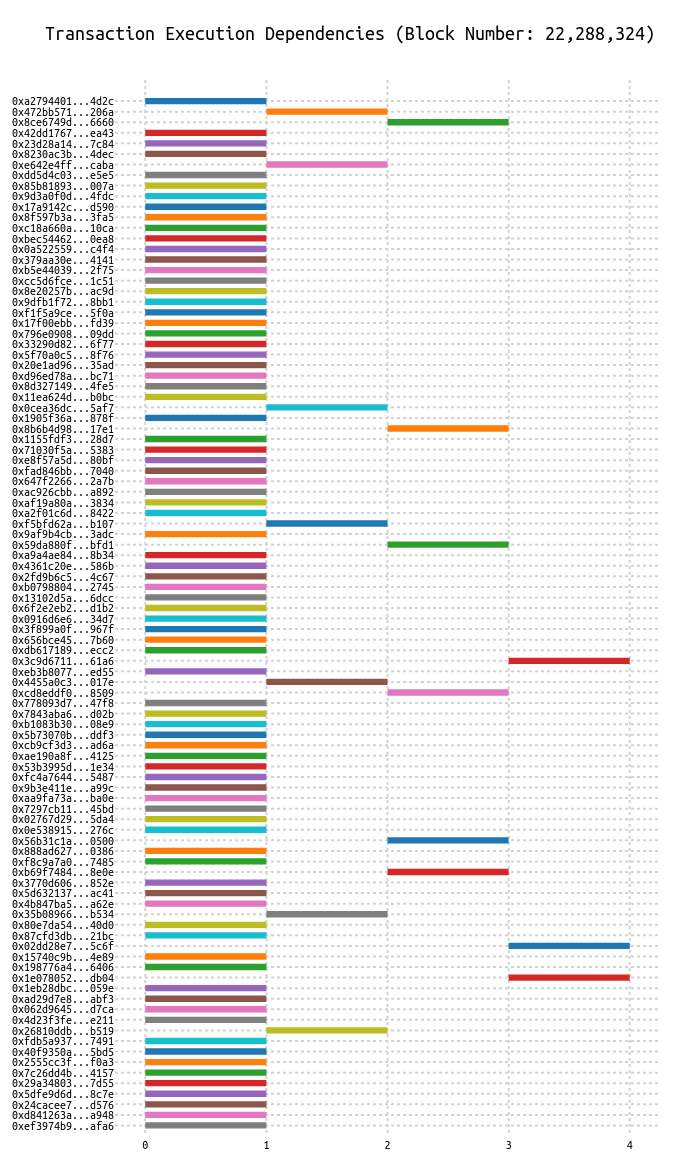 Transaction Execution Dependencies (Block Number: 22,288,324)
0xa2794401...4d2c
0x472bb571...206a
0x8ce6749d...6660
0x42dd1767...ea43
0x23d28a14...7c84
0x8230ac3b...4dec
0xe642e4ff...caba
0xdd5d4c03...e5e5
0x85b81893...007a
0x9d3a0f0d...4fdc
0x17a9142c...d590
0x8f597b3a...3fa5
0xc18a660a...10ca
0xbec54462...0ea8
0x0a522559...c4f4
0x379aa30e...4141
0xb5e44039...2f75
0xcc5d6fce...1c51
0x8e20257b...ac9d
0x9dfb1f72...8bb1
0xf1f5a9ce...5f0a
0x17f00ebb...fd39
0x796e0908...09dd
0x33290d82...6f77
0x5f70a0c5...8f76
0x20e1ad96...35ad
0xd96ed78a...bc71
0x8d327149...4fe5
0x11ea624d...b0bc
0x0cea36dc...5af7
0x1905f36a...878f
0x8b6b4d98...17e1
0x1155fdf3...28d7
0x71030f5a...5383
0xe8f57a5d...80bf
0xfad846bb...7040
0x647f2266...2a7b
0xac926cbb...a892
0xaf19a80a...3834
0xa2f01c6d...8422
0xf5bfd62a...b107
0x9af9b4cb...3adc
0x59da880f...bfd1
0xa9a4ae84...8b34
0x4361c20e...586b
0x2fd9b6c5...4c67
0xb0798804...2745
0x13102d5a...6dcc
0x6f2e2eb2...d1b2
0x0916d6e6...34d7
0x3f899a0f...967f
0x656bce45...7b60
0xdb617189...ecc2
0x3c9d6711...61a6
0xeb3b8077...ed55
0x4455a0c3...017e
0xcd8eddf0...8509
0x778093d7...47f8
0x7843aba6...d02b
0xb1083b30...08e9
0x5b73070b...ddf3
0xcb9cf3d3...ad6a
0xae190a8f...4125
0x53b3995d...1e34
0xfc4a7644...5487
0x9b3e411e...a99c
0xaa9fa73a...ba0e
0x7297cb11...45bd
0x02767d29...5da4
0x0e538915...276c
0x56b31c1a...0500
0x888ad627...0386
0xf8c9a7a0...7485
0xb69f7484...8e0e
0x3770d606...852e
0x5d632137...ac41
0x4b847ba5...a62e
0x35b08966...b534
0x80e7da54...40d0
0x87cfd3db...21bc
0x02dd28e7...5c6f
0x15740c9b...4e89
0x198776a4...6406
0x1e078052...db04
0x1eb28dbc...059e
0xad29d7e8...abf3
0x062d9645...d7ca
0x4d23f3fe...e211
0x26810ddb...b519
0xfdb5a937...7491
0x40f9350a...5bd5
0x2555cc3f...f0a3
0x7c26dd4b...4157
0x29a34803...7d55
0x5dfe9d6d...8c7e
0x24cacee7...d576
0xd841263a...a948
0xef3974b9...afa6
0 1 2 3 4